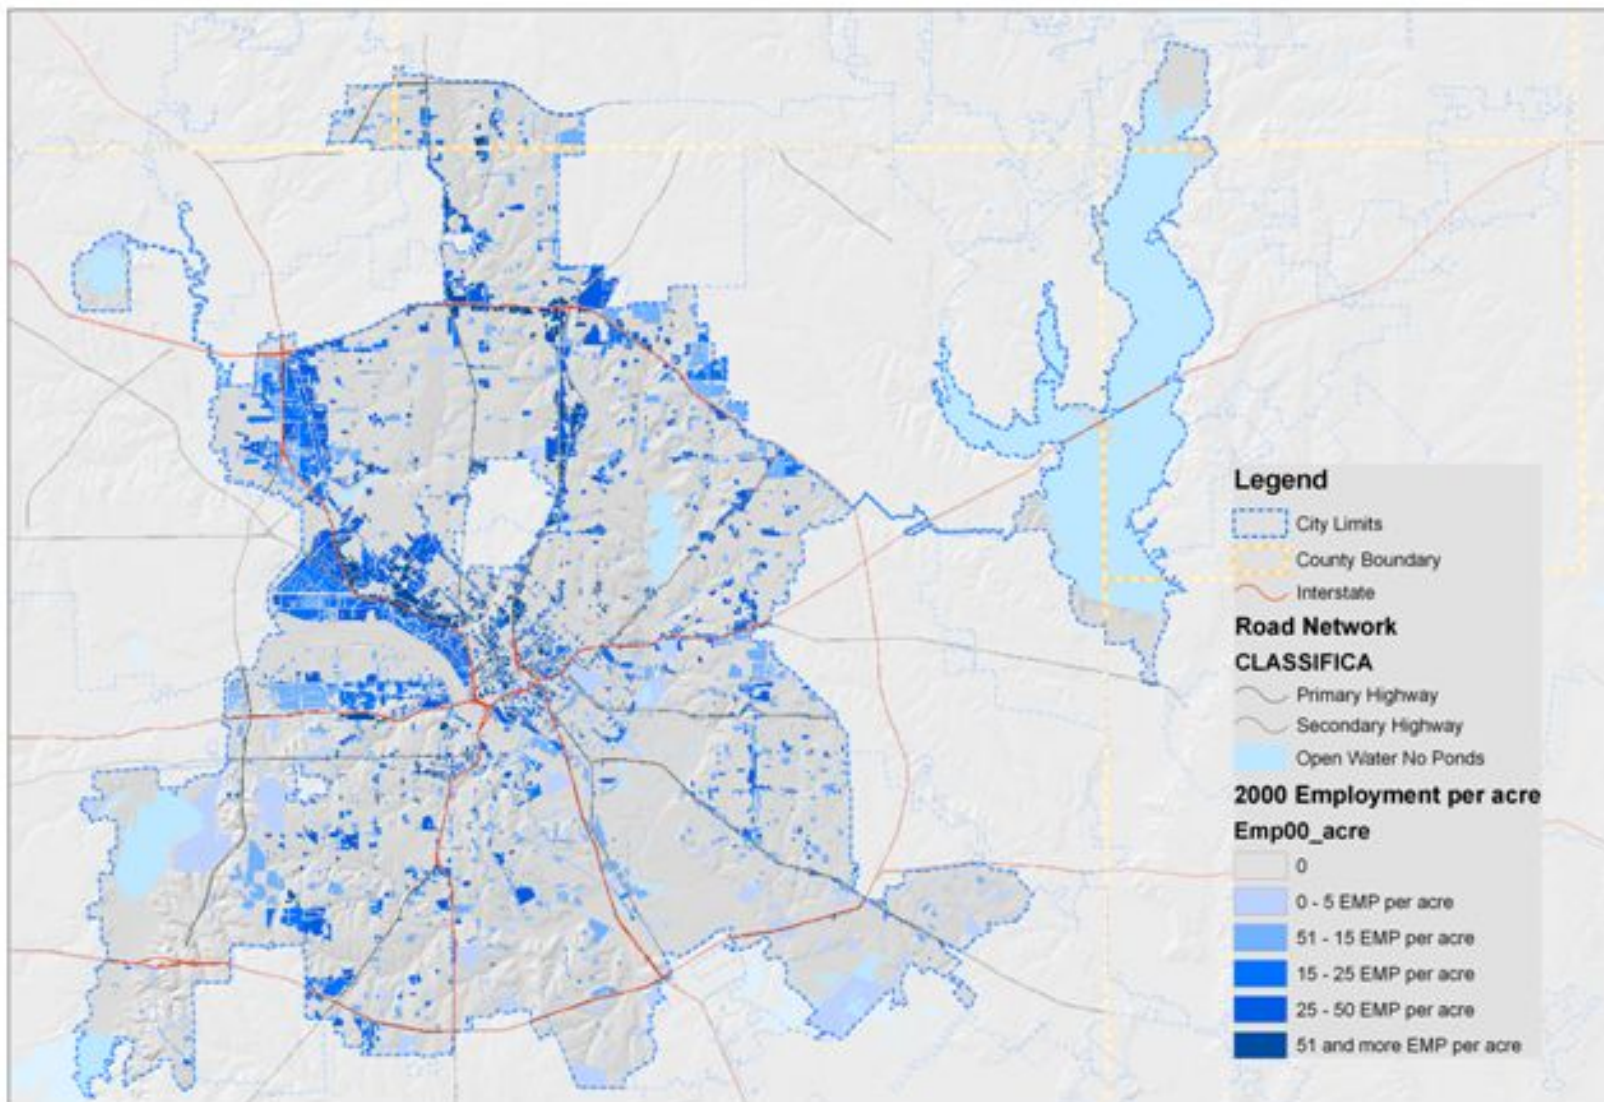 Legend
City Limits
County Boundary
Interstate
Road Network
CLASSIFICA
Primary Highway
Secondary Highway
Open Water No Ponds
2000 Employment per acre
Emp00_acre
0
0 - 5 EMP per acre
51 - 15 EMP per acre
15 - 25 EMP per acre
25 - 50 EMP per acre
51 and more EMP per acre